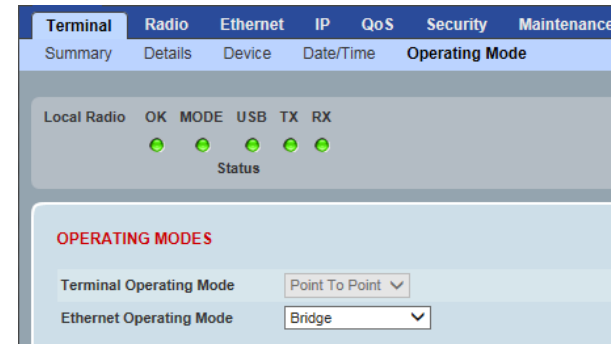 Terminal Radio Ethernet IP QoS Security Maintenance
Summary Details Device Date/Time Operating Mode
Local Radio OK MODE USB TX RX
Status
OPERATING MODES
Terminal Operating Mode Point To Point
Ethernet Operating Mode Bridge